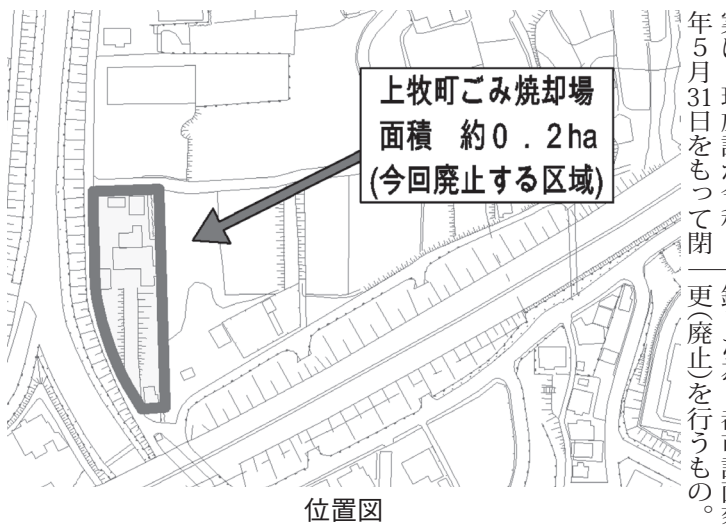 上牧町ごみ焼却場
面積　約０．２ha
(今回廃止する区域)
年５月31日をもって閉
更(廃止)を行うもの。
位置図